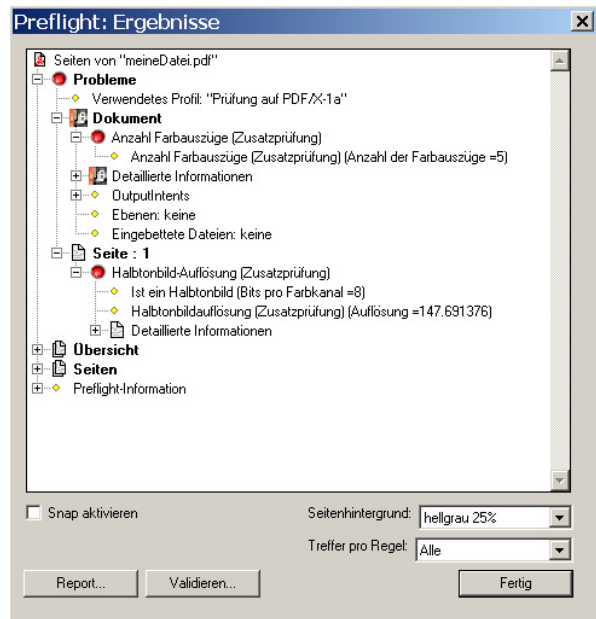 Preflight: Ergebnisse
Seiten von "meineDatei.pdf"
Probleme
Verwendetes Profil: "Prüfung auf PDF/X-1a"
Dokument
Anzahl Farbauszüge (Zusatzprüfung)
Anzahl Farbauszüge (Zusatzprüfung) (Anzahl der Farbauszüge =5)
Detaillierte Informationen
OutputIntents
Ebenen: keine
Eingebettete Dateien: keine
Seite : 1
Halbtonbild-Auflösung (Zusatzprüfung)
Ist ein Halbtonbild (Bits pro Farbkanal =8)
Halbtonbildauflösung (Zusatzprüfung) (Auflösung =147.691376)
Detaillierte Informationen
Übersicht
Seiten
Preflight-Information
Snap aktivieren
Seitenhintergrund: hellgrau 25%
Treffer pro Regel: Alle
Report... Validieren... Fertig